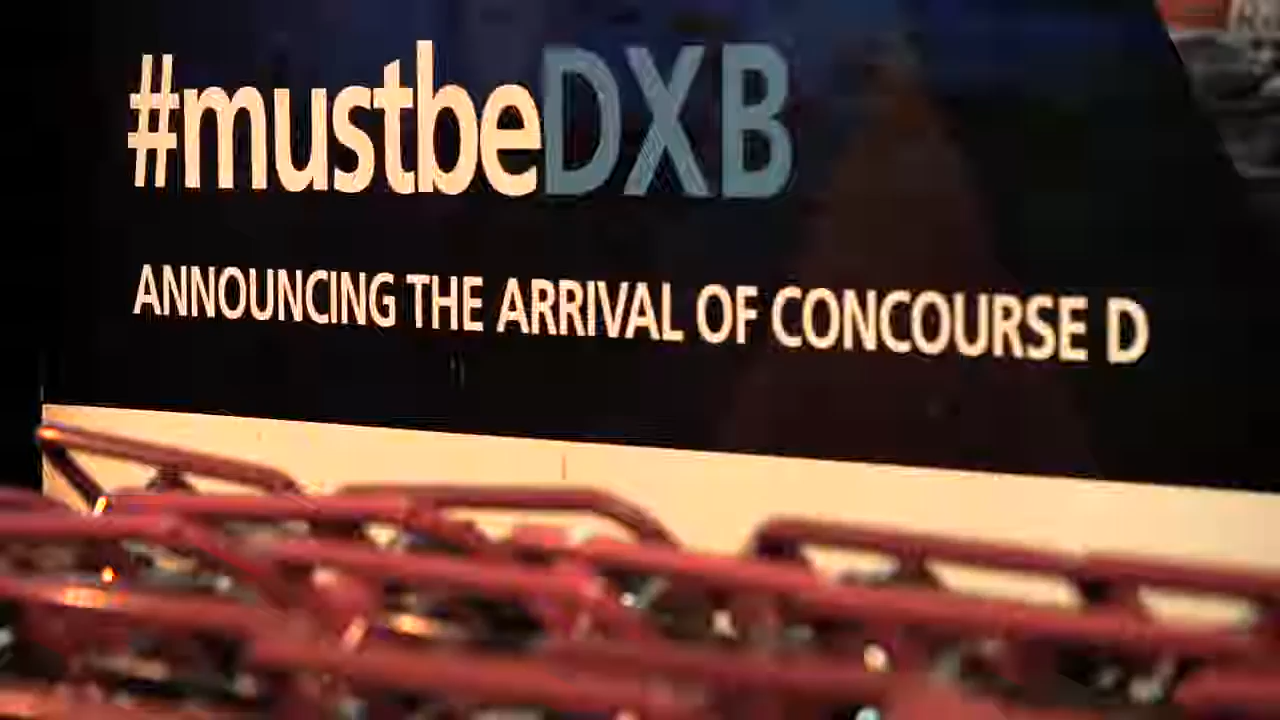 #mustbeDXB
ANNOUNCING THE ARRIVAL OF CONCOURSE D